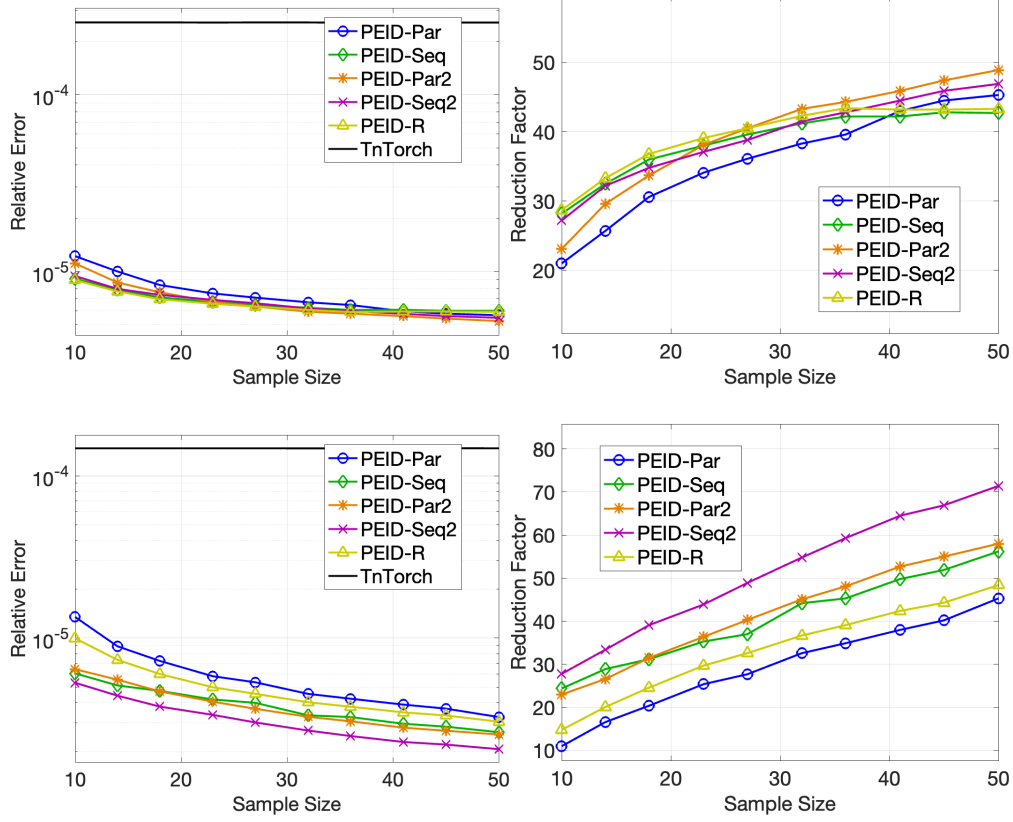 Relative Error
10-4
10-5
10 20 30 40 50
Sample Size
PEID-Par
PEID-Seq
PEID-Par2
PEID-Seq2
PEID-R
TnTorch
Reduction Factor
50
40
30
20
10 20 30 40 50
Sample Size
PEID-Par
PEID-Seq
PEID-Par2
PEID-Seq2
PEID-R
Relative Error
10-4
10-5
10 20 30 40 50
Sample Size
PEID-Par
PEID-Seq
PEID-Par2
PEID-Seq2
PEID-R
TnTorch
Reduction Factor
80
70
60
50
40
30
20
10
10 20 30 40 50
Sample Size
PEID-Par
PEID-Seq
PEID-Par2
PEID-Seq2
PEID-R